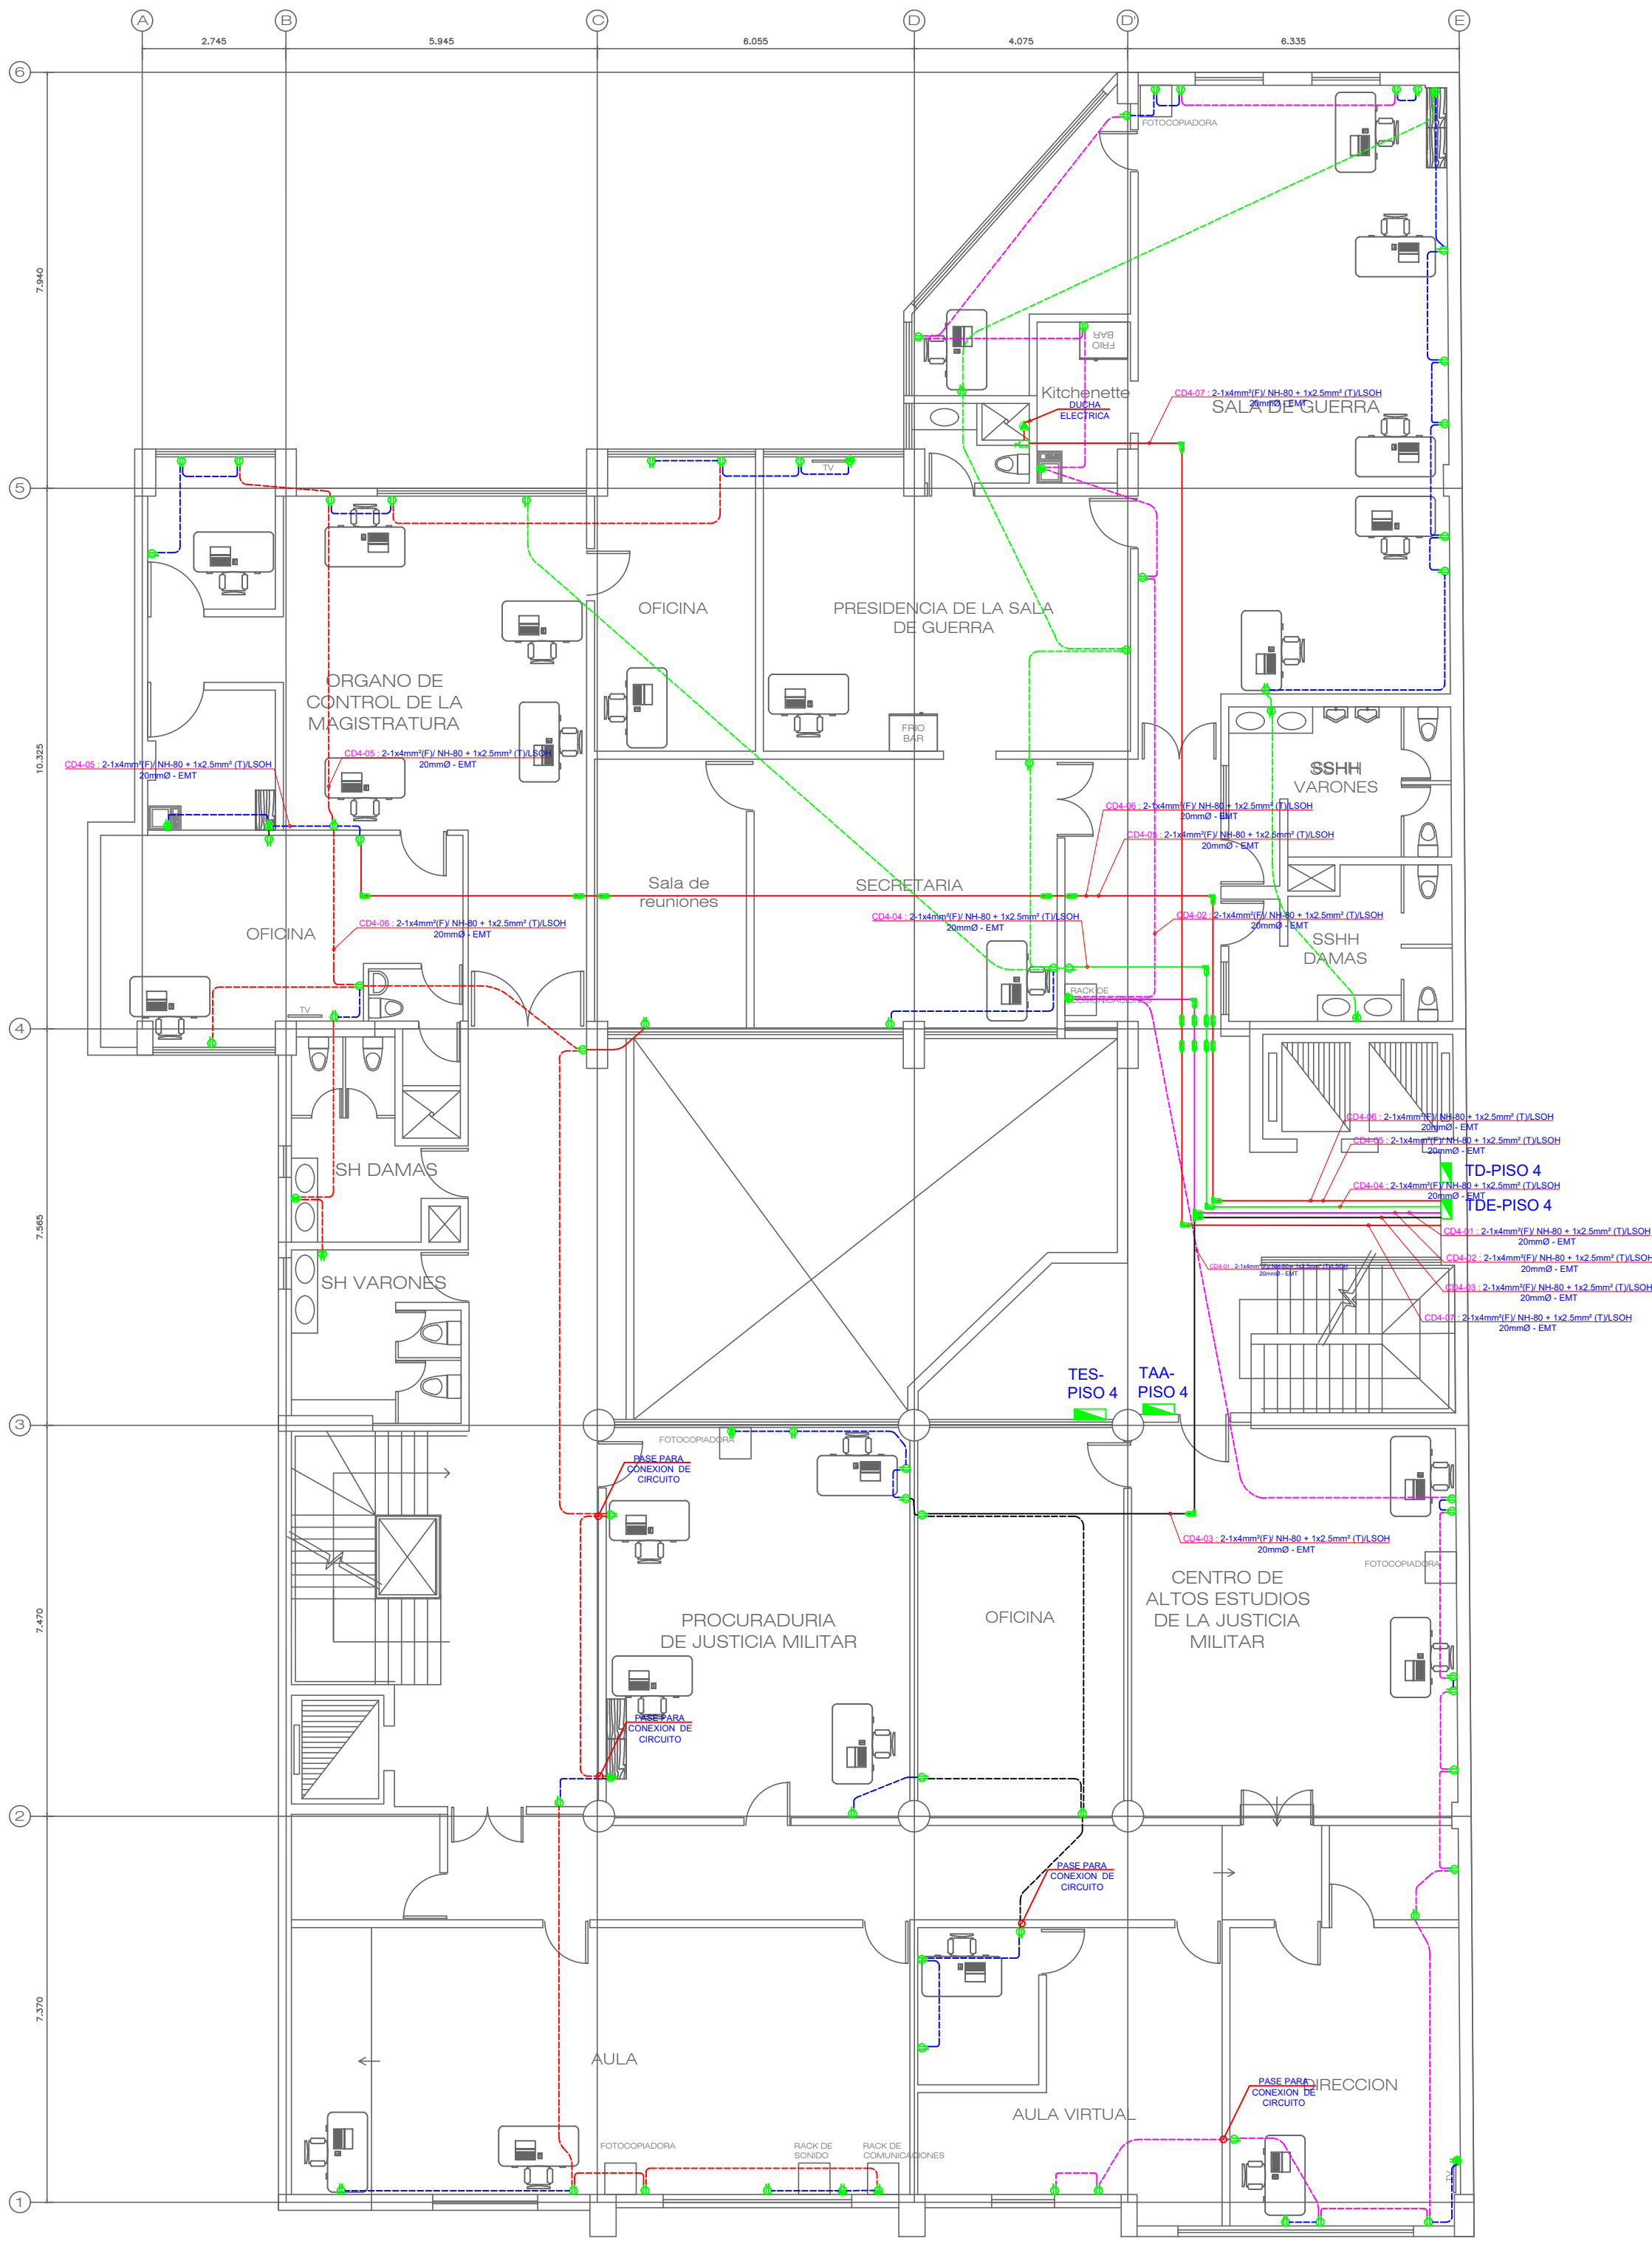 A
B
C
D
D'
E
2.745
5.945
6.055
4.075
6.335
6
FOTOCOPIADORA
7.940
FRIO
BAR
Kitchenette
DUCHA
ELECTRICA
CD4-07 : 2-1x4mm²(F)/ NH-80 + 1x2.5mm² (T)/LSOH
20mmØ - EMT
SALA DE GUERRA
TV
5
OFICINA
PRESIDENCIA DE LA SALA
DE GUERRA
ORGANO DE
CONTROL DE LA
MAGISTRATURA
FRIO
BAR
10.325
CD4-05 : 2-1x4mm²(F)/ NH-80 + 1x2.5mm² (T)/LSOH
20mmØ - EMT
CD4-05 : 2-1x4mm²(F)/ NH-80 + 1x2.5mm² (T)/LSOH
20mmØ - EMT
SSHH
VARONES
CD4-06 : 2-1x4mm²(F)/ NH-80 + 1x2.5mm² (T)/LSOH
20mmØ - EMT
CD4-05 : 2-1x4mm²(F)/ NH-80 + 1x2.5mm² (T)/LSOH
20mmØ - EMT
Sala de
reuniones
SECRETARIA
CD4-04 : 2-1x4mm²(F)/ NH-80 + 1x2.5mm² (T)/LSOH
20mmØ - EMT
CD4-02 : 2-1x4mm²(F)/ NH-80 + 1x2.5mm² (T)/LSOH
20mmØ - EMT
CD4-06 : 2-1x4mm²(F)/ NH-80 + 1x2.5mm² (T)/LSOH
20mmØ - EMT
OFICINA
SSHH
DAMAS
RACK DE
COMUNICACIONES
TV
4
CD4-06 : 2-1x4mm²(F)/ NH-80 + 1x2.5mm² (T)/LSOH
20mmØ - EMT
CD4-05 : 2-1x4mm²(F)/ NH-80 + 1x2.5mm² (T)/LSOH
20mmØ - EMT
SH DAMAS
TD-PISO 4
CD4-04 : 2-1x4mm²(F)/ NH-80 + 1x2.5mm² (T)/LSOH
20mmØ - EMT
TDE-PISO 4
7.565
CD4-01 : 2-1x4mm²(F)/ NH-80 + 1x2.5mm² (T)/LSOH
20mmØ - EMT
CD4-02 : 2-1x4mm²(F)/ NH-80 + 1x2.5mm² (T)/LSOH
20mmØ - EMT
CD4-01 : 2-1x4mm²(F)/ NH-80 + 1x2.5mm² (T)/LSOH
20mmØ - EMT
SH VARONES
CD4-03 : 2-1x4mm²(F)/ NH-80 + 1x2.5mm² (T)/LSOH
20mmØ - EMT
CD4-07 : 2-1x4mm²(F)/ NH-80 + 1x2.5mm² (T)/LSOH
20mmØ - EMT
TES-
PISO 4
TAA-
PISO 4
3
FOTOCOPIADORA
PASE PARA
CONEXION DE
CIRCUITO
CD4-03 : 2-1x4mm²(F)/ NH-80 + 1x2.5mm² (T)/LSOH
20mmØ - EMT
FOTOCOPIADORA
CENTRO DE
ALTOS ESTUDIOS
DE LA JUSTICIA
MILITAR
PROCURADURIA
DE JUSTICIA MILITAR
OFICINA
7.470
PASE PARA
CONEXION DE
CIRCUITO
2
PASE PARA
CONEXION DE
CIRCUITO
7.370
AULA
PASE PARA
CONEXION DE
CIRCUITO
DIRECCION
AULA VIRTUAL
FOTOCOPIADORA
RACK DE
SONIDO
RACK DE
COMUNICACIONES
TV
1